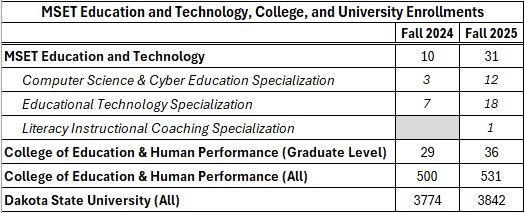 MSET Education and Technology, College, and University Enrollments
Fall 2024 Fall 2025
MSET Education and Technology 10 31
Computer Science & Cyber Education Specialization 3 12
Educational Technology Specialization 7 18
Literacy Instructional Coaching Specialization 1
College of Education & Human Performance (Graduate Level) 29 36
College of Education & Human Performance (All) 500 531
Dakota State University (All) 3774 3842